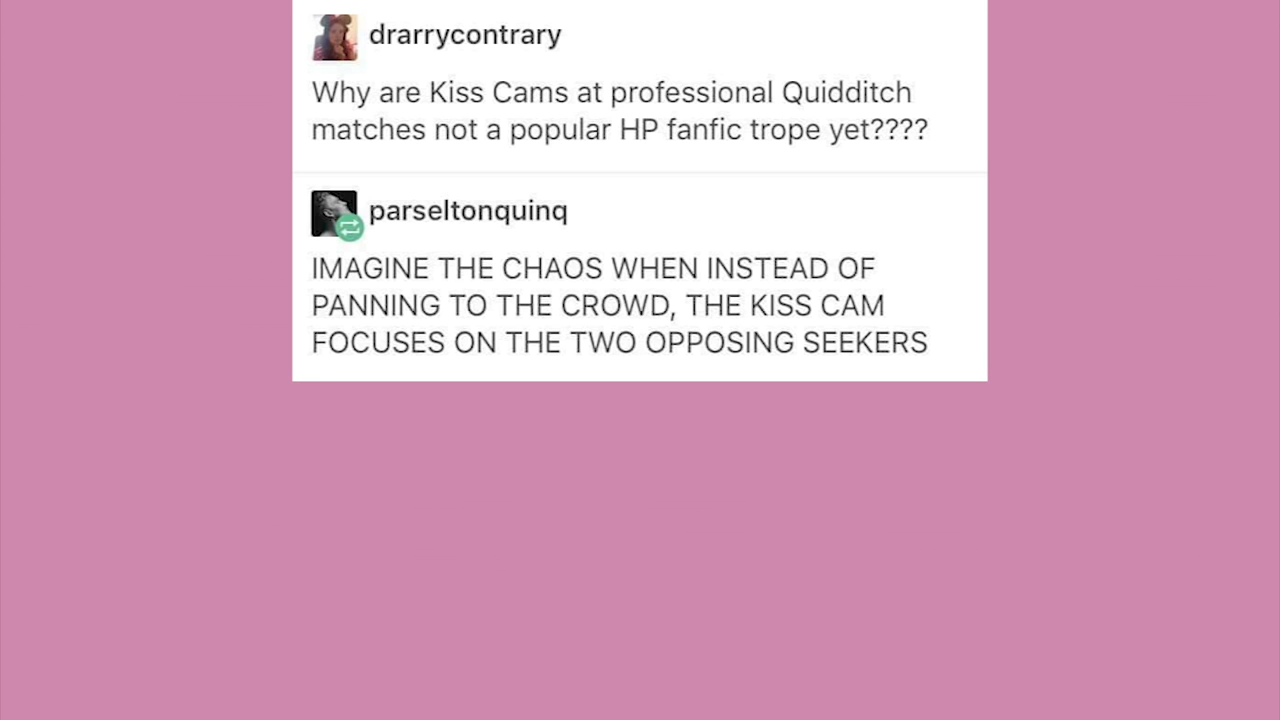 drarrycontrary
Why are Kiss Cams at professional Quidditch
matches not a popular HP fanfic trope yet????
parseltonquinq
IMAGINE THE CHAOS WHEN INSTEAD OF
PANNING TO THE CROWD, THE KISS CAM
FOCUSES ON THE TWO OPPOSING SEEKERS